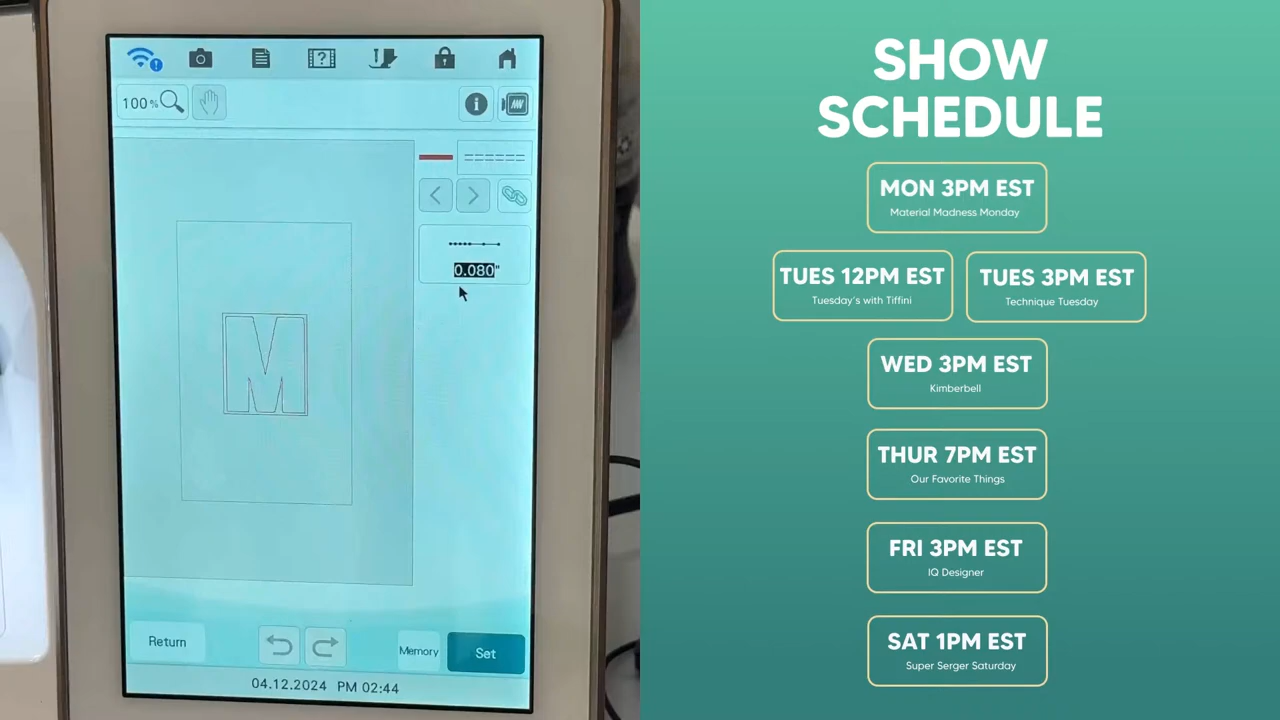 100%
0.080"
Return
Memory
Set
04.12.2024 PM 02:44
SHOW
SCHEDULE
MON 3PM EST
Material Madness Monday
TUES 12PM EST
Tuesday's with Tiffini
TUES 3PM EST
Technique Tuesday
WED 3PM EST
Kimberbell
THUR 7PM EST
Our Favorite Things
FRI 3PM EST
IQ Designer
SAT 1PM EST
Super Serger Saturday